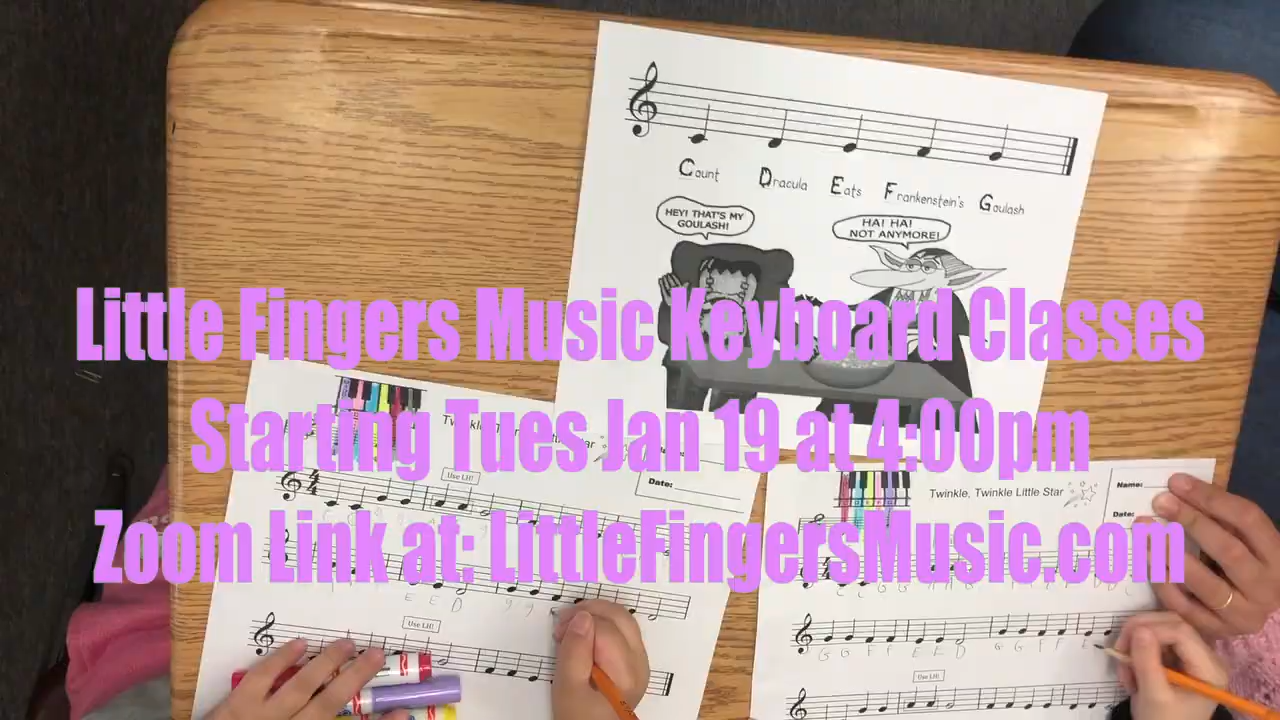 Count Dracula Eats Frankenstein's Goulash
HEY! THAT'S MY
GOULASH!
HA! HA!
NOT ANYMORE!
Little Fingers Music Keyboard Classes
Starting Tues Jan 19 at 4:00pm
Zoom Link at: LittleFingersMusic.com
Use LH!
Date:
E E D
Use LH!
Twinkle, Twinkle Little Star
Name:
Date:
G G F F E E D G G F F E
Use LH!